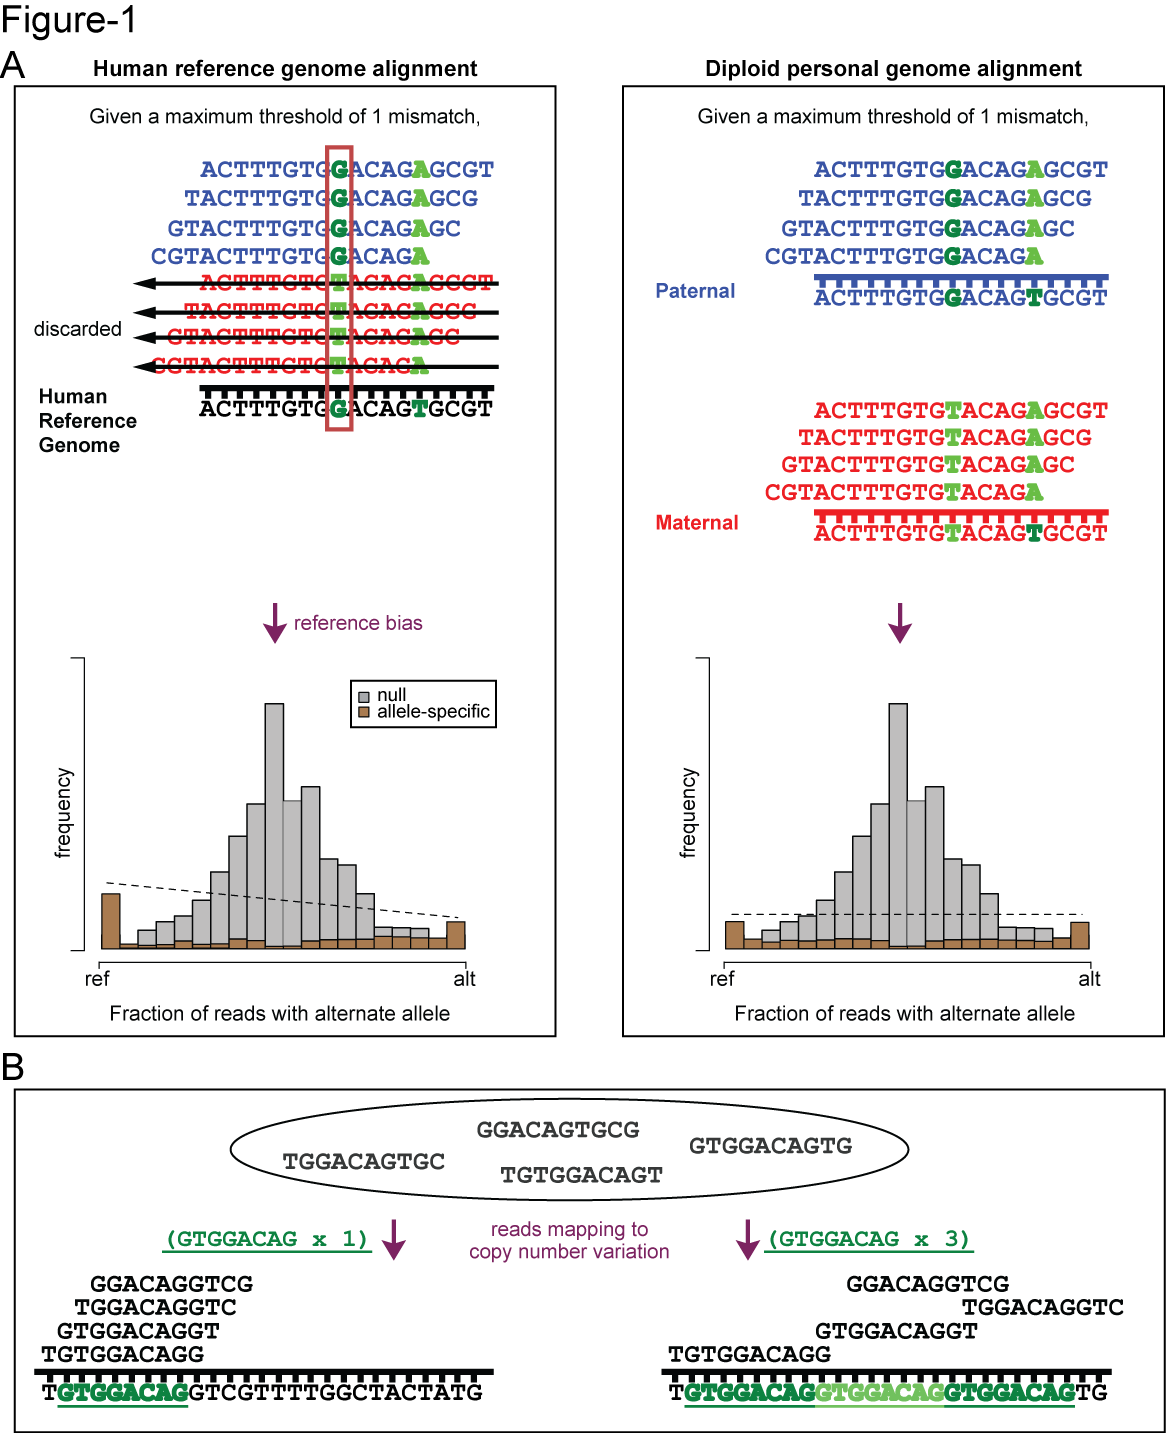 Figure-1
A
Human reference genome alignment
Given a maximum threshold of 1 mismatch,
ACTTTGTGGACAGAGCGT
TACTTTGTGGACAGAGCG
GTACTTTGTGGACAGAGC
CGTACTTTGTGGACAGA
ACTTTGTGTACAGAGCGT
TACTTTGTGTACAGAGCG
discarded
GTACTTTGTGTACAGAGC
CGTACTTTGTGTACAGA
Human
Reference
Genome
ACTTTGTGGACAGTGCGT
reference bias
null
allele-specific
frequency
ref
alt
Fraction of reads with alternate allele
Diploid personal genome alignment
Given a maximum threshold of 1 mismatch,
ACTTTGTGGACAGAGCGT
TACTTTGTGGACAGAGCG
GTACTTTGTGGACAGAGC
CGTACTTTGTGGACAGA
Paternal
ACTTTGTGGACAGTGCGT
ACTTTGTGTACAGAGCGT
TACTTTGTGTACAGAGCG
GTACTTTGTGTACAGAGC
CGTACTTTGTGTACAGA
Maternal
ACTTTGTGTACAGTGCGT
frequency
ref
alt
Fraction of reads with alternate allele
B
GGACAGTGCG
GTGGACAGTG
TGGACAGTGC
TGTGGACAGT
reads mapping to
copy number variation
(GTGGACAG x 1)
GGACAGGTCG
TGGACAGGTC
GTGGACAGGT
TGTGGACAGG
TGTGGACAGGTCGTTTTGGCTACTATG
(GTGGACAG x 3)
GGACAGGTCG
TGGACAGGTC
GTGGACAGGT
TGTGGACAGG
TGTGGACAGGTGGACAGGTGGACAGTG